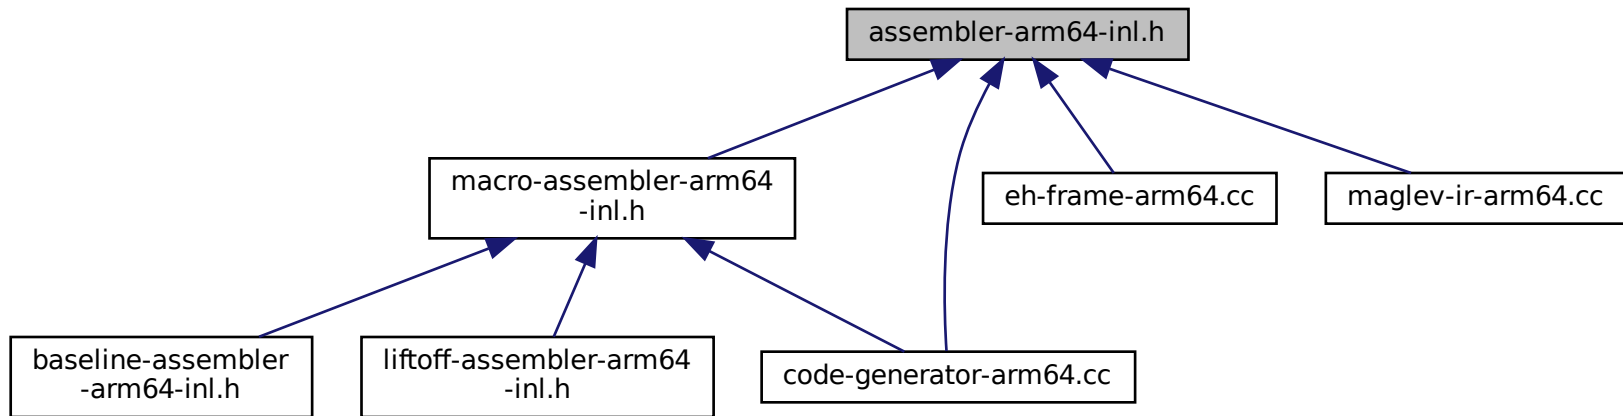 assembler-arm64-inl.h
macro-assembler-arm64
-inl.h
eh-frame-arm64.cc
maglev-ir-arm64.cc
baseline-assembler
-arm64-inl.h
liftoff-assembler-arm64
-inl.h
code-generator-arm64.cc